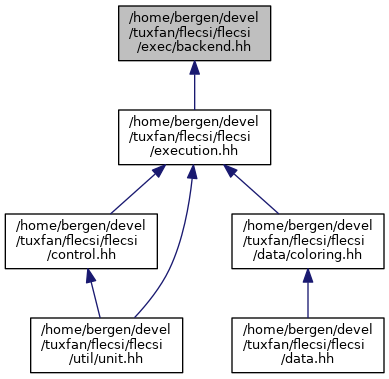 /home/bergen/devel
/tuxfan/flecsi/flecsi
/exec/backend.hh
/home/bergen/devel
/tuxfan/flecsi/flecsi
/execution.hh
/home/bergen/devel
/tuxfan/flecsi/flecsi
/control.hh
/home/bergen/devel
/tuxfan/flecsi/flecsi
/data/coloring.hh
/home/bergen/devel
/tuxfan/flecsi/flecsi
/util/unit.hh
/home/bergen/devel
/tuxfan/flecsi/flecsi
/data.hh